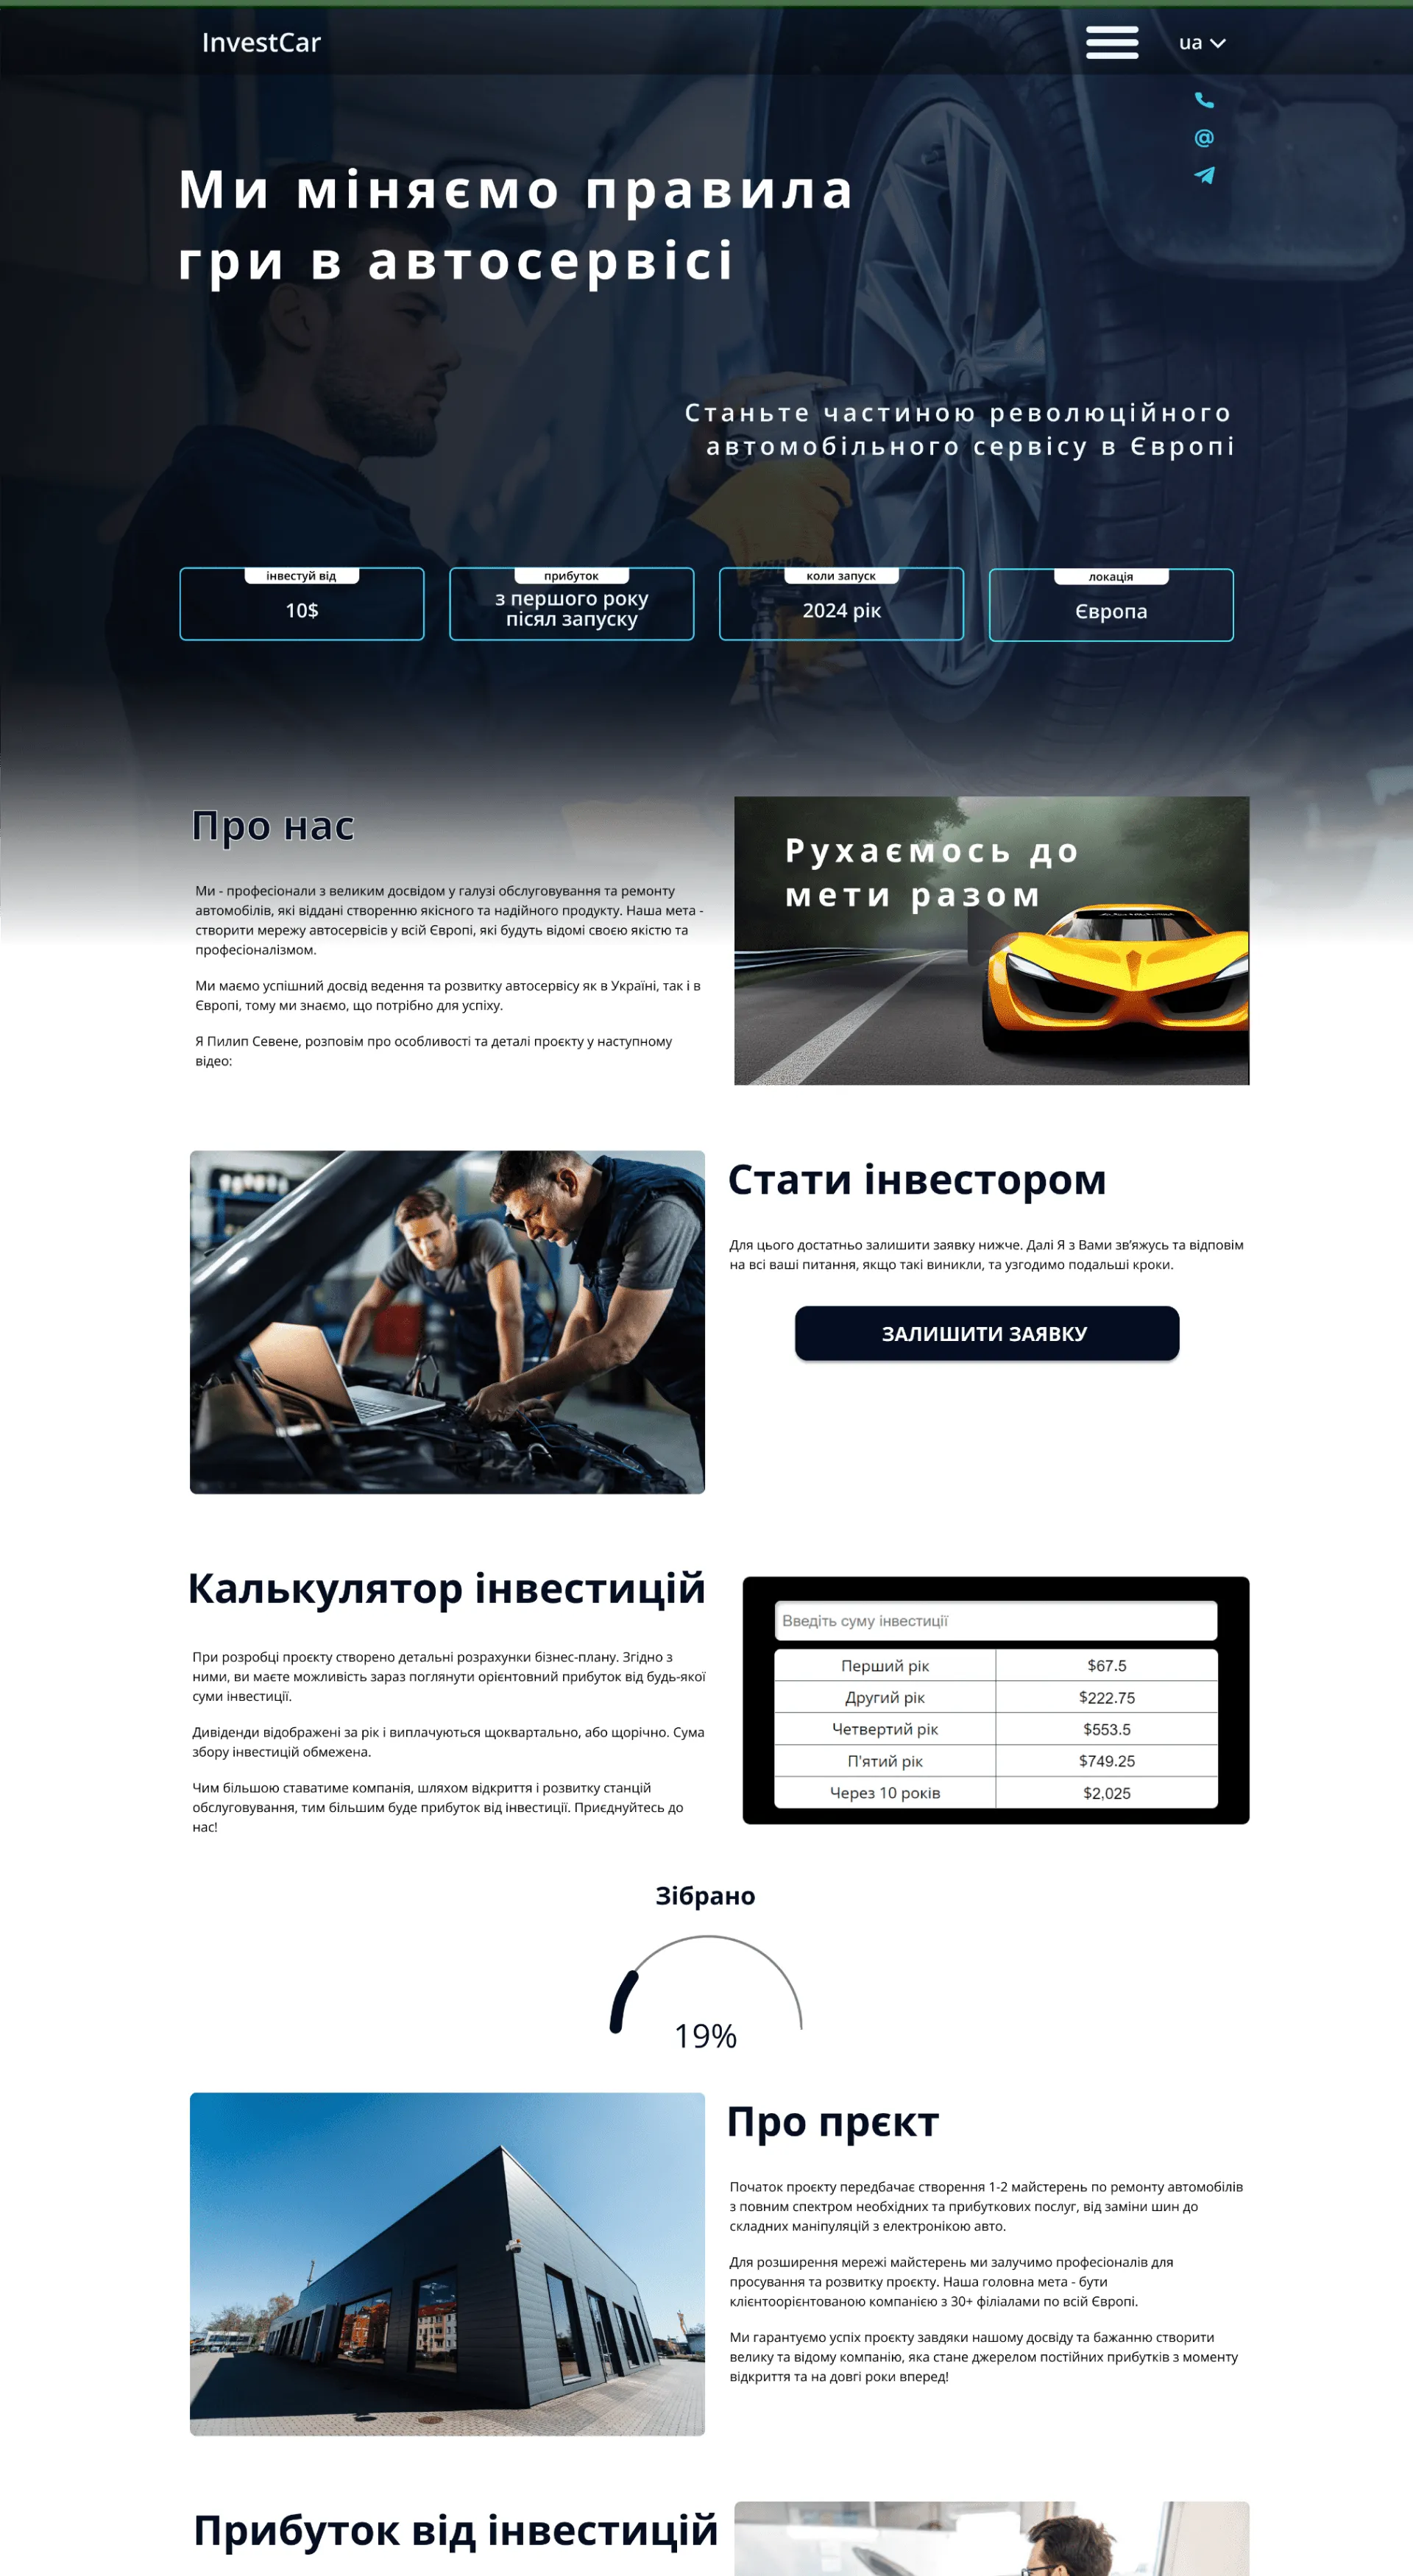 InvestCar
ua
Ми міняємо правила
гри в автосервісі
Станьте частиною революційного
автомобільного сервісу в Європі
інвестуй від
10$
прибуток
з першого року
післял запуску
коли запуск
2024 рік
локація
Європа
Про нас
Ми - професіонали з великим досвідом у галузі обслуговування та ремонту
автомобілів, які віддані створенню якісного та надійного продукту. Наша мета -
створити мережу автосервісів у всій Європі, які будуть відомі своєю якістю та
професіоналізмом.
Ми маємо успішний досвід ведення та розвитку автосервісу як в Україні, так і в
Європі, тому ми знаємо, що потрібно для успіху.
Я Пилип Севене, розповім про особливості та деталі проєкту у наступному
відео:
Рухаємось до
мети разом
Стати інвестором
Для цього достатньо залишити заявку нижче. Далі Я з Вами зв'яжусь та відповім
на всі ваші питання, якщо такі виникли, та узгодимо подальші кроки.
ЗАЛИШИТИ ЗАЯВКУ
Калькулятор інвестицій
При розробці проєкту створено детальні розрахунки бізнес-плану. Згідно з
ними, ви маєте можливість зараз поглянути орієнтовний прибуток від будь-якої
суми інвестиції.
Дивіденди відображені за рік і виплачуються щоквартально, або щорічно. Сума
збору інвестицій обмежена.
Чим більшою ставатиме компанія, шляхом відкриття і розвитку станцій
обслуговування, тим більшим буде прибуток від інвестиції. Приєднуйтесь до
нас!
Введіть суму інвестиції
Перший рік $67.5
Другий рік $222.75
Четвертий рік $553.5
П'ятий рік $749.25
Через 10 років $2,025
Зібрано
19%
Про прєкт
Початок проєкту передбачає створення 1-2 майстерень по ремонту автомобілів
з повним спектром необхідних та прибуткових послуг, від заміни шин до
складних маніпуляцій з електронікою авто.
Для розширення мережі майстерень ми залучимо професіоналів для
просування та розвитку проєкту. Наша головна мета - бути
клієнтоорієнтованою компанією з 30+ філіалами по всій Європі.
Ми гарантуємо успіх проєкту завдяки нашому досвіду та бажанню створити
велику та відому компанію, яка стане джерелом постійних прибутків з моменту
відкриття та на довгі роки вперед!
Прибуток від інвестицій